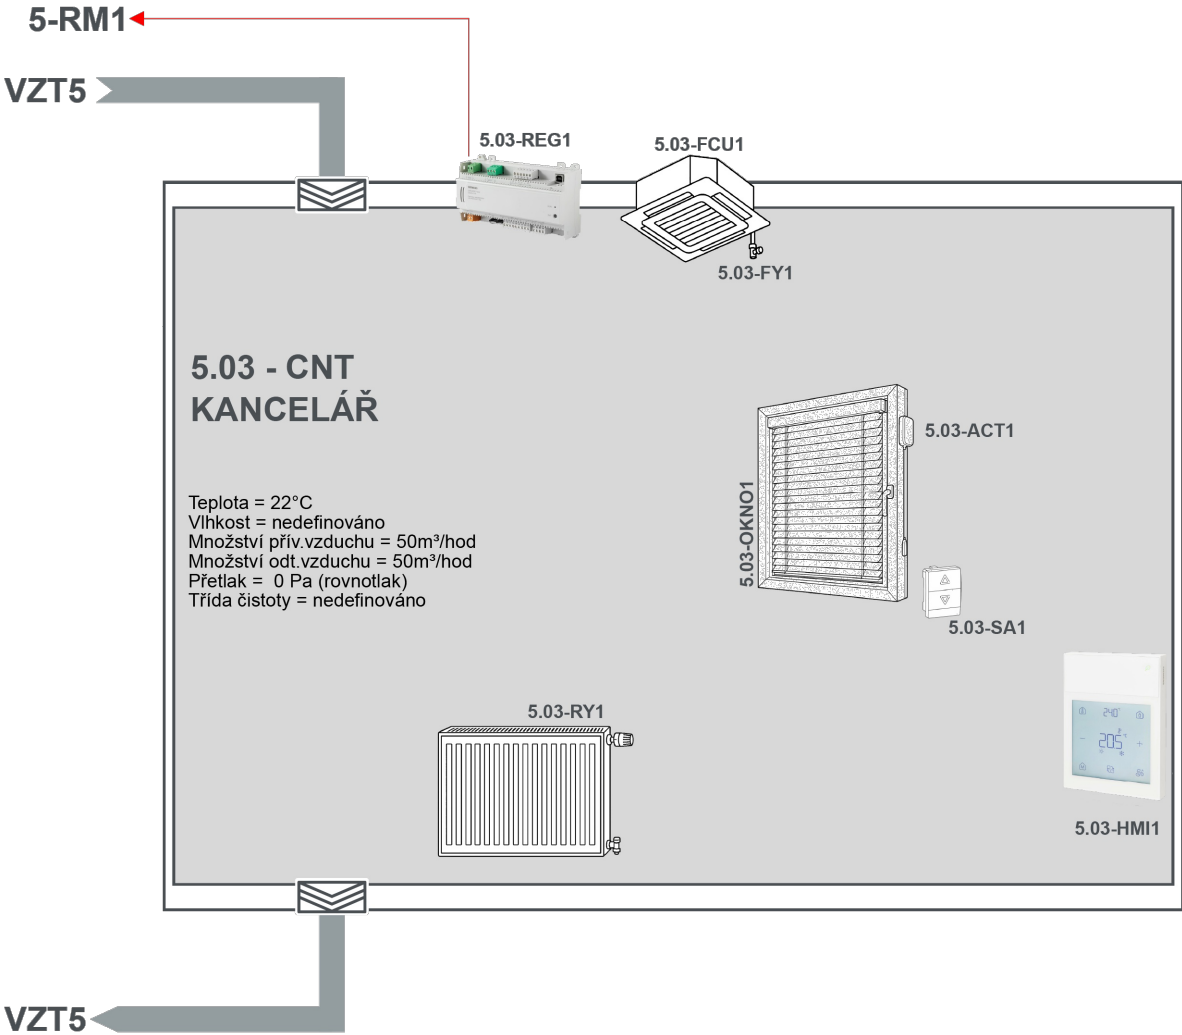 5-RM1
VZT5
5.03-REG1
5.03-FCU1
5.03-FY1
5.03 - CNT
KANCELÁŘ
5.03-ACT1
5.03-OKNO1
Teplota = 22°C
Vlhkost = nedefinováno
Množství přív.vzduchu = 50m³/hod
Množství odt.vzduchu = 50m³/hod
Přetlak = 0 Pa (rovnotlak)
Třída čistoty = nedefinováno
5.03-SA1
5.03-RY1
240°
205
5.03-HMI1
VZT5